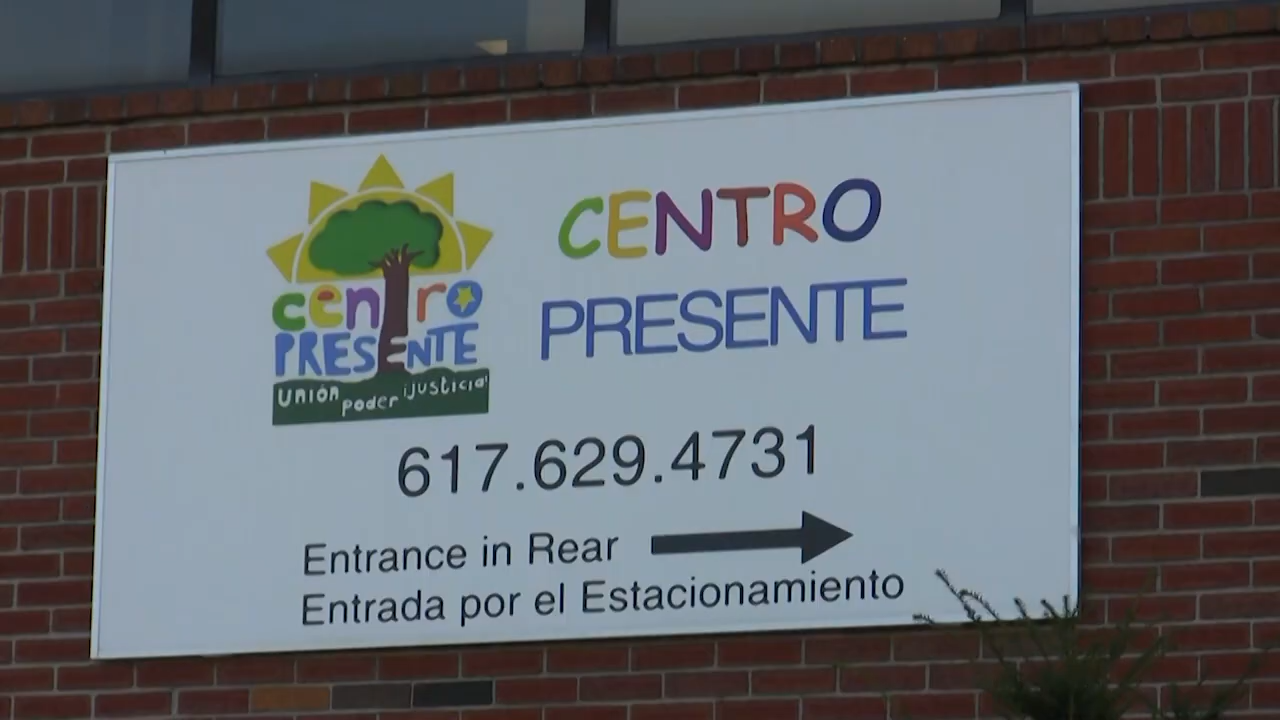 centro
PRESENTE
Unión poder ¡justicia!
CENTRO
PRESENTE
617.629.4731
Entrance in Rear
Entrada por el Estacionamiento